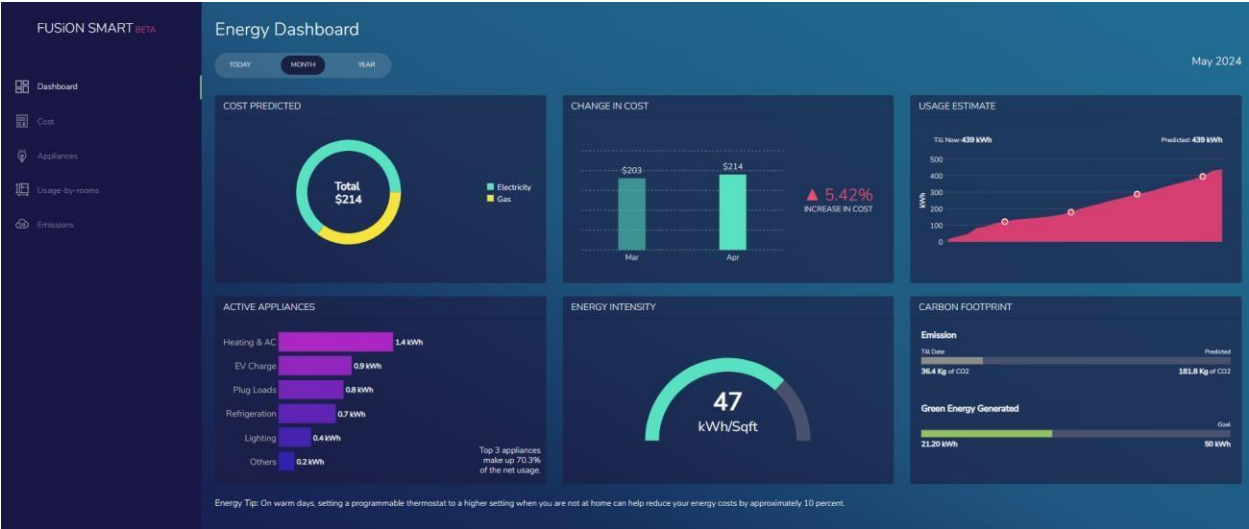 FUSiON SMART BETA
Dashboard
Cost
Appliances
Usage-by-rooms
Emissions
Energy Dashboard
TODAY MONTH YEAR
May 2024
COST PREDICTED
Total
$214
Electricity
Gas
CHANGE IN COST
$203 $214
Mar Apr
▲ 5.42%
INCREASE IN COST
USAGE ESTIMATE
Till Now: 439 kWh Predicted: 439 kWh
kWh
500
400
300
200
100
0
ACTIVE APPLIANCES
Heating & AC 1.4 kWh
EV Charge 0.9 kWh
Plug Loads 0.8 kWh
Refrigeration 0.7 kWh
Lighting 0.4 kWh
Others 0.2 kWh
Top 3 appliances
make up 70.3%
of the net usage.
ENERGY INTENSITY
47
kWh/Sqft
CARBON FOOTPRINT
Emission
Till Date Predicted
36.4 Kg of CO2 181.8 Kg of CO2
Green Energy Generated
Goal
21.20 kWh 50 kWh
Energy Tip: On warm days, setting a programmable thermostat to a higher setting when you are not at home can help reduce your energy costs by approximately 10 percent.